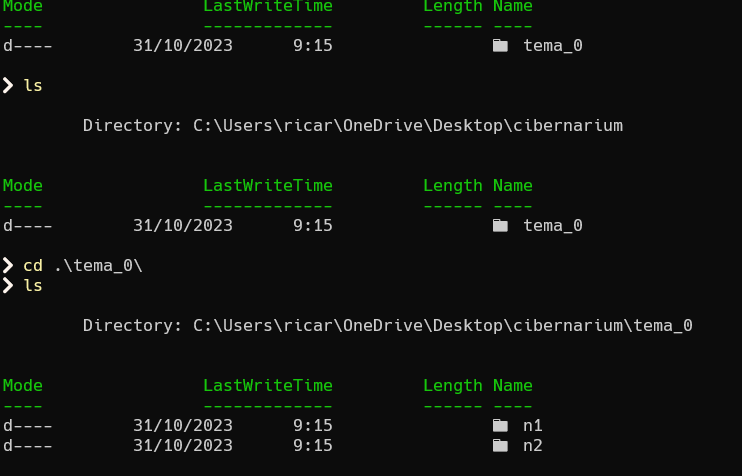 Mode LastWriteTime Length Name
---- ------------- ------ ----
d---- 31/10/2023 9:15 tema_0
❯ ls
Directory: C:\Users\ricar\OneDrive\Desktop\cibernarium
Mode LastWriteTime Length Name
---- ------------- ------ ----
d---- 31/10/2023 9:15 tema_0
❯ cd .\tema_0\
❯ ls
Directory: C:\Users\ricar\OneDrive\Desktop\cibernarium\tema_0
Mode LastWriteTime Length Name
---- ------------- ------ ----
d---- 31/10/2023 9:15 n1
d---- 31/10/2023 9:15 n2